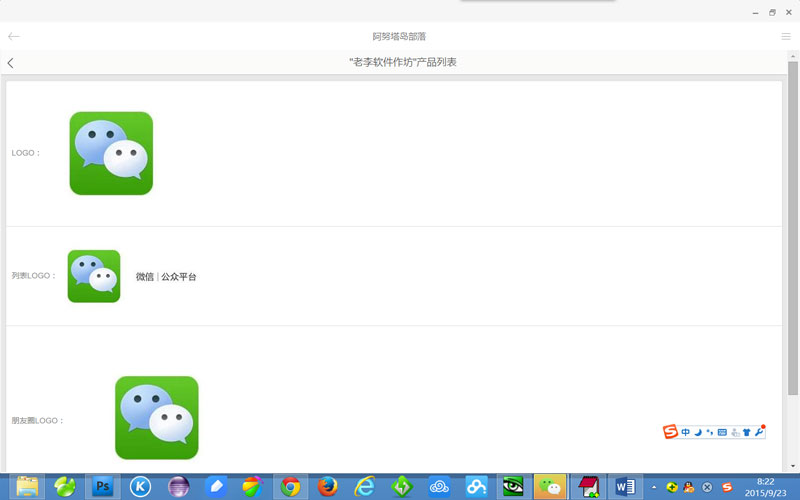 阿努塔岛部落
"老李软件作坊"产品列表
LOGO：
列表LOGO：
微信 | 公众平台
朋友圈LOGO：
中
Ps
K
W
8:22
2015/9/23